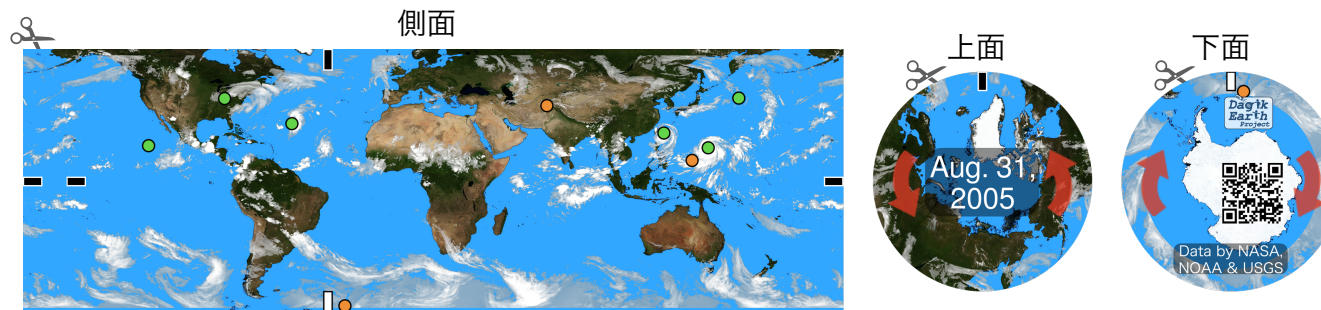 側面
上面
下面
Aug. 31,
2005
Dagik
Earth
Project
Data by NASA,
NOAA & USGS